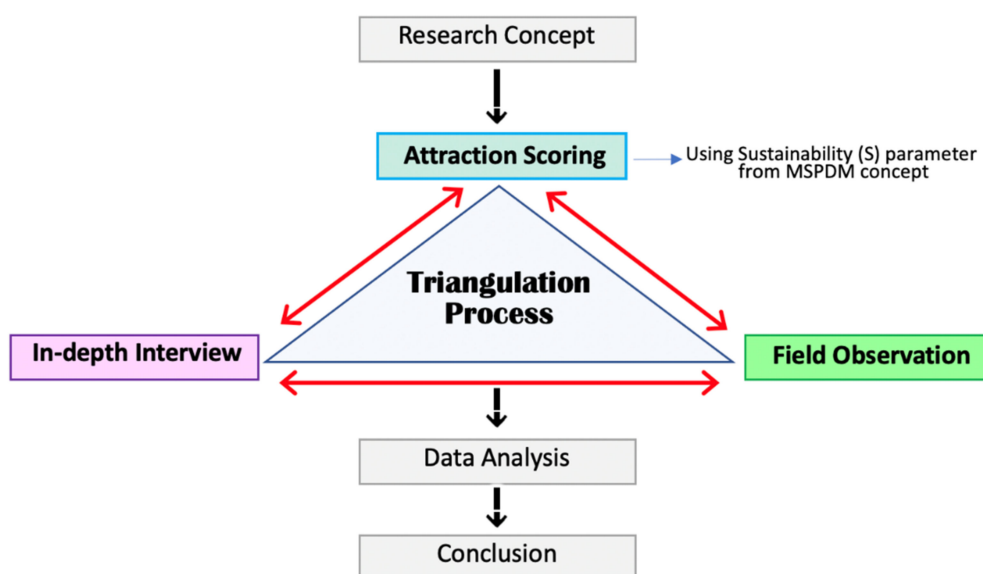 Research Concept
Attraction Scoring
Using Sustainability (S) parameter
from MSPDM concept
Triangulation
Process
In-depth Interview
Field Observation
Data Analysis
Conclusion